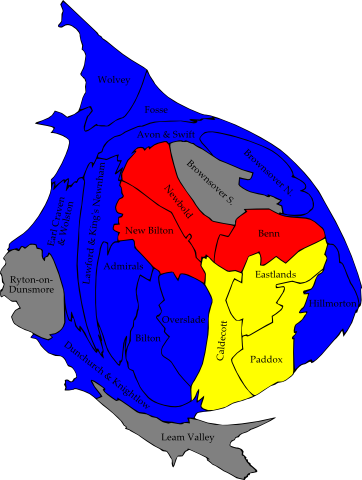 Wolvey
Fosse
Avon & Swift
Brownsover S.
Brownsover N.
Newbold
Earl Craven
& Wolston
Lawford & King's Newnham
New Bilton
Benn
Admirals
Eastlands
Ryton-on-
Dunsmore
Hillmorton
Overslade
Bilton
Caldecott
Paddox
Dunchurch & Knightlow
Leam Valley